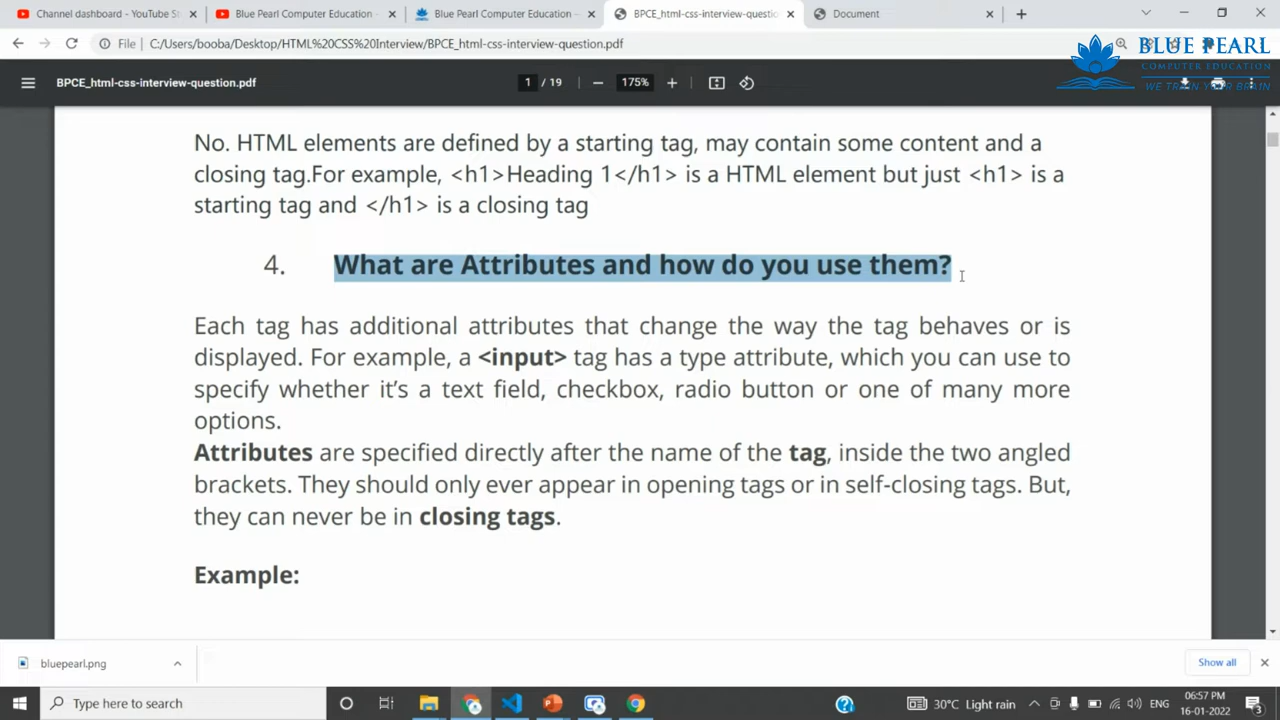 Channel dashboard - YouTube St
Blue Pearl Computer Education -
Blue Pearl Computer Education –
BPCE_html-css-interview-questio
Document
File
C:/Users/booba/Desktop/HTML%20CSS%20Interview/BPCE_html-css-interview-question.pdf
BLUE PEARL
COMPUTER EDUCATION
WE TRAIN YOUR BRAIN
BPCE_html-css-interview-question.pdf
1 / 19
175%
No. HTML elements are defined by a starting tag, may contain some content and a
closing tag.For example, <h1>Heading 1</h1> is a HTML element but just <h1> is a
starting tag and </h1> is a closing tag
4. What are Attributes and how do you use them?
Each tag has additional attributes that change the way the tag behaves or is
displayed. For example, a <input> tag has a type attribute, which you can use to
specify whether it's a text field, checkbox, radio button or one of many more
options.
Attributes are specified directly after the name of the tag, inside the two angled
brackets. They should only ever appear in opening tags or in self-closing tags. But,
they can never be in closing tags.
Example:
bluepearl.png
Show all
Type here to search
30°C Light rain
ENG
06:57 PM
16-01-2022
3